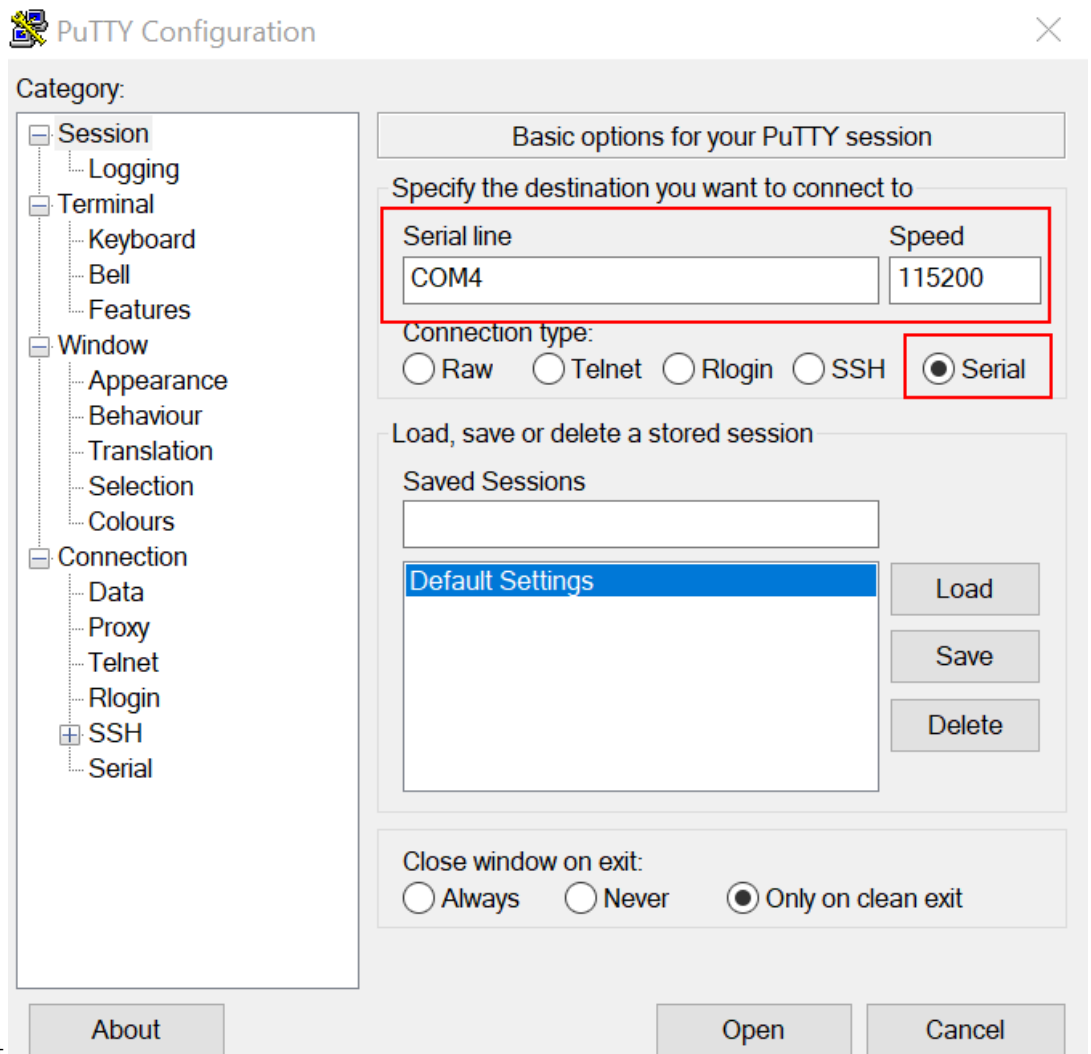 PuTTY Configuration
Category:
Session
Logging
Terminal
Keyboard
Bell
Features
Window
Appearance
Behaviour
Translation
Selection
Colours
Connection
Data
Proxy
Telnet
Rlogin
SSH
Serial
Basic options for your PuTTY session
Specify the destination you want to connect to
Serial line Speed
COM4 115200
Connection type:
Raw Telnet Rlogin SSH Serial
Load, save or delete a stored session
Saved Sessions
Default Settings
Load
Save
Delete
Close window on exit:
Always Never Only on clean exit
About Open Cancel